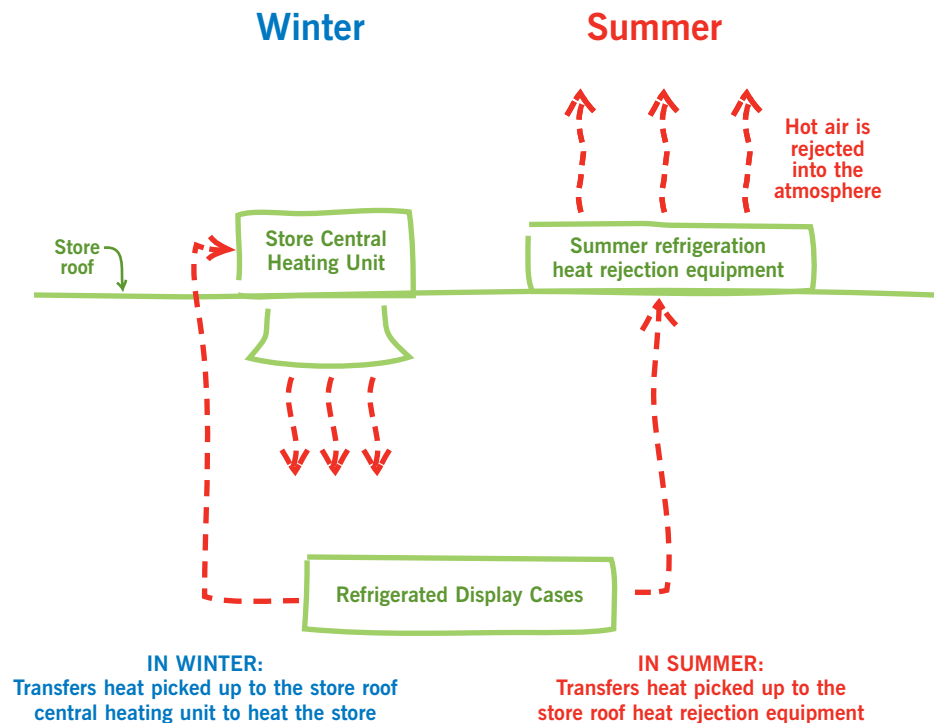 Winter
Summer
Hot air is
rejected
into the
atmosphere
Store
roof
Store Central
Heating Unit
Summer refrigeration
heat rejection equipment
Refrigerated Display Cases
IN WINTER:
Transfers heat picked up to the store roof
central heating unit to heat the store
IN SUMMER:
Transfers heat picked up to the
store roof heat rejection equipment